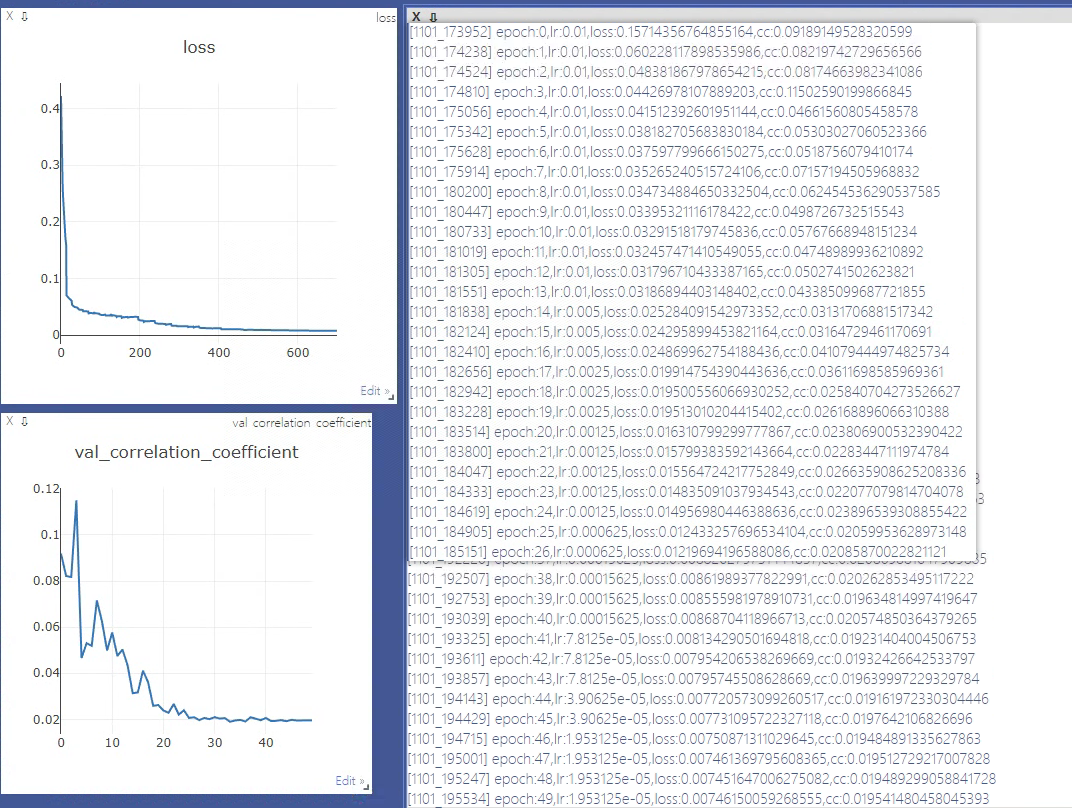 X ⇩
loss
loss
0.4
0.3
0.2
0.1
0
0
200
400
600
Edit »
X ⇩
val correlation coefficient
val_correlation_coefficient
0.12
0.1
0.08
0.06
0.04
0.02
0
10
20
30
40
Edit »
X ⇩
[1101_173952] epoch:0,lr:0.01,loss:0.15714356764855164,cc:0.09189149528320599
[1101_174238] epoch:1,lr:0.01,loss:0.060228117898535986,cc:0.08219742729656566
[1101_174524] epoch:2,lr:0.01,loss:0.048381867978654215,cc:0.08174663982341086
[1101_174810] epoch:3,lr:0.01,loss:0.04426978107889203,cc:0.11502590199866845
[1101_175056] epoch:4,lr:0.01,loss:0.041512392601951144,cc:0.04661560805458578
[1101_175342] epoch:5,lr:0.01,loss:0.038182705683830184,cc:0.05303027060523366
[1101_175628] epoch:6,lr:0.01,loss:0.037597799666150275,cc:0.0518756079410174
[1101_175914] epoch:7,lr:0.01,loss:0.035265240515724106,cc:0.07157194505968832
[1101_180200] epoch:8,lr:0.01,loss:0.034734884650332504,cc:0.062454536290537585
[1101_180447] epoch:9,lr:0.01,loss:0.03395321116178422,cc:0.0498726732515543
[1101_180733] epoch:10,lr:0.01,loss:0.03291518179745836,cc:0.05767668948151234
[1101_181019] epoch:11,lr:0.01,loss:0.032457471410549055,cc:0.04748989936210892
[1101_181305] epoch:12,lr:0.01,loss:0.031796710433387165,cc:0.0502741502623821
[1101_181551] epoch:13,lr:0.01,loss:0.03186894403148402,cc:0.043385099687721855
[1101_181838] epoch:14,lr:0.005,loss:0.025284091542973352,cc:0.03131706881517342
[1101_182124] epoch:15,lr:0.005,loss:0.024295899453821164,cc:0.03164729461170691
[1101_182410] epoch:16,lr:0.005,loss:0.024869962754188436,cc:0.041079444974825734
[1101_182656] epoch:17,lr:0.0025,loss:0.019914754390443636,cc:0.03611698585969361
[1101_182942] epoch:18,lr:0.0025,loss:0.019500556066930252,cc:0.025840704273526627
[1101_183228] epoch:19,lr:0.0025,loss:0.019513010204415402,cc:0.026168896066310388
[1101_183514] epoch:20,lr:0.00125,loss:0.016310799299777867,cc:0.023806900532390422
[1101_183800] epoch:21,lr:0.00125,loss:0.015799383592143664,cc:0.02283447111974784
[1101_184047] epoch:22,lr:0.00125,loss:0.015564724217752849,cc:0.026635908625208336
[1101_184333] epoch:23,lr:0.00125,loss:0.014835091037934543,cc:0.022077079814704078
[1101_184619] epoch:24,lr:0.00125,loss:0.014956980446388636,cc:0.023896539308855422
[1101_184905] epoch:25,lr:0.000625,loss:0.012433257696534104,cc:0.02059953628973148
[1101_185151] epoch:26,lr:0.000625,loss:0.01219694196588086,cc:0.02085870022821121
[1101_192507] epoch:38,lr:0.00015625,loss:0.00861989377822991,cc:0.020262853495117222
[1101_192753] epoch:39,lr:0.00015625,loss:0.008555981978910731,cc:0.019634814997419647
[1101_193039] epoch:40,lr:0.00015625,loss:0.00868704118966713,cc:0.020574850364379265
[1101_193325] epoch:41,lr:7.8125e-05,loss:0.008134290501694818,cc:0.019231404004506753
[1101_193611] epoch:42,lr:7.8125e-05,loss:0.007954206538269669,cc:0.01932426642533797
[1101_193857] epoch:43,lr:7.8125e-05,loss:0.00795745508628669,cc:0.019639997229329784
[1101_194143] epoch:44,lr:3.90625e-05,loss:0.007720573099260517,cc:0.019161972330304446
[1101_194429] epoch:45,lr:3.90625e-05,loss:0.007731095722327118,cc:0.0197642106826696
[1101_194715] epoch:46,lr:1.953125e-05,loss:0.00750871311029645,cc:0.019484891335627863
[1101_195001] epoch:47,lr:1.953125e-05,loss:0.007461369795608365,cc:0.019512729217007828
[1101_195247] epoch:48,lr:1.953125e-05,loss:0.007451647006275082,cc:0.019489299058841728
[1101_195534] epoch:49,lr:1.953125e-05,loss:0.00746150059268555,cc:0.019541480458045393